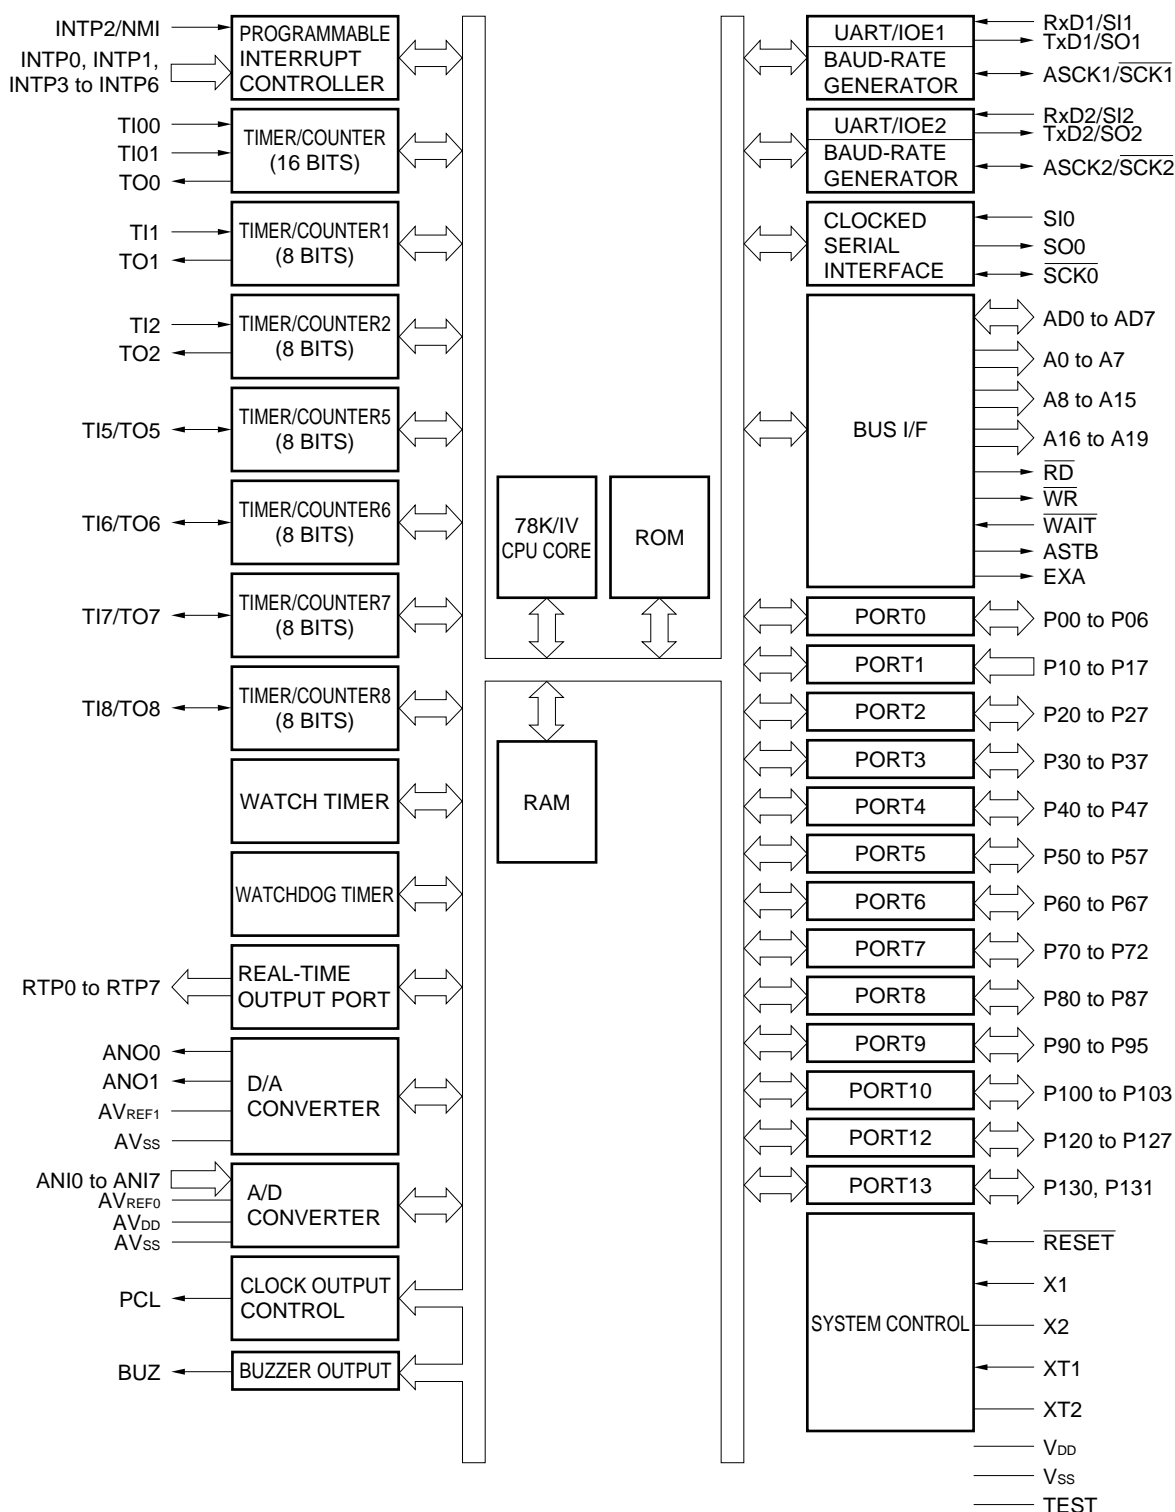 INTP2/NMI
INTP0, INTP1,
INTP3 to INTP6
PROGRAMMABLE
INTERRUPT
CONTROLLER
TI00
TI01
TO0
TIMER/COUNTER
(16 BITS)
TI1
TO1
TIMER/COUNTER1
(8 BITS)
TI2
TO2
TIMER/COUNTER2
(8 BITS)
TI5/TO5
TIMER/COUNTER5
(8 BITS)
TI6/TO6
TIMER/COUNTER6
(8 BITS)
TI7/TO7
TIMER/COUNTER7
(8 BITS)
TI8/TO8
TIMER/COUNTER8
(8 BITS)
WATCH TIMER
WATCHDOG TIMER
RTP0 to RTP7
REAL-TIME
OUTPUT PORT
ANO0
ANO1
AVREF1
AVSS
D/A
CONVERTER
ANI0 to ANI7
AVREF0
AVDD
AVSS
A/D
CONVERTER
PCL
CLOCK OUTPUT
CONTROL
BUZ
BUZZER OUTPUT
78K/IV
CPU CORE
ROM
RAM
UART/IOE1
BAUD-RATE
GENERATOR
RxD1/SI1
TxD1/SO1
ASCK1/S̅C̅K̅1̅
UART/IOE2
BAUD-RATE
GENERATOR
RxD2/SI2
TxD2/SO2
ASCK2/S̅C̅K̅2̅
CLOCKED
SERIAL
INTERFACE
SI0
SO0
S̅C̅K̅0̅
BUS I/F
AD0 to AD7
A0 to A7
A8 to A15
A16 to A19
R̅D̅
W̅R̅
W̅A̅I̅T̅
ASTB
EXA
PORT0
P00 to P06
PORT1
P10 to P17
PORT2
P20 to P27
PORT3
P30 to P37
PORT4
P40 to P47
PORT5
P50 to P57
PORT6
P60 to P67
PORT7
P70 to P72
PORT8
P80 to P87
PORT9
P90 to P95
PORT10
P100 to P103
PORT12
P120 to P127
PORT13
P130, P131
SYSTEM CONTROL
R̅E̅S̅E̅T̅
X1
X2
XT1
XT2
VDD
VSS
TEST